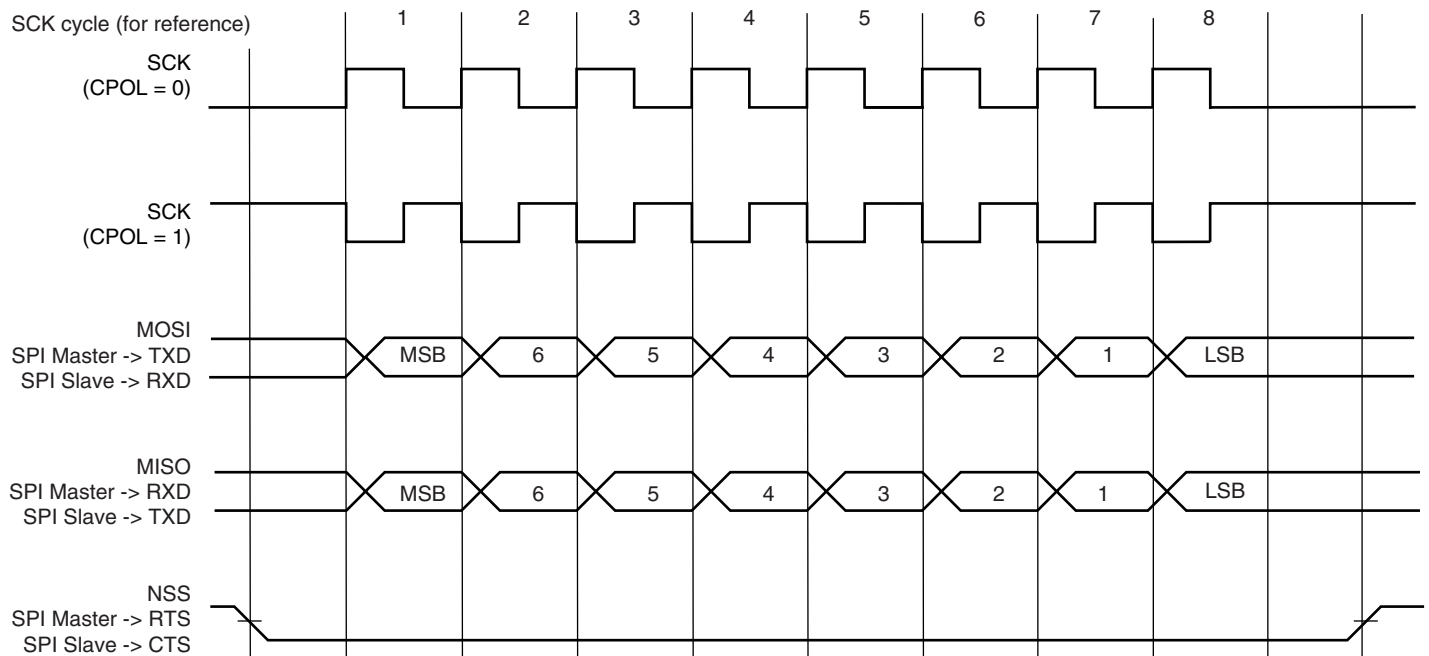 SCK cycle (for reference)
1 2 3 4 5 6 7 8
SCK
(CPOL = 0)
SCK
(CPOL = 1)
MOSI
SPI Master -> TXD
SPI Slave -> RXD
MSB 6 5 4 3 2 1 LSB
MISO
SPI Master -> RXD
SPI Slave -> TXD
MSB 6 5 4 3 2 1 LSB
NSS
SPI Master -> RTS
SPI Slave -> CTS